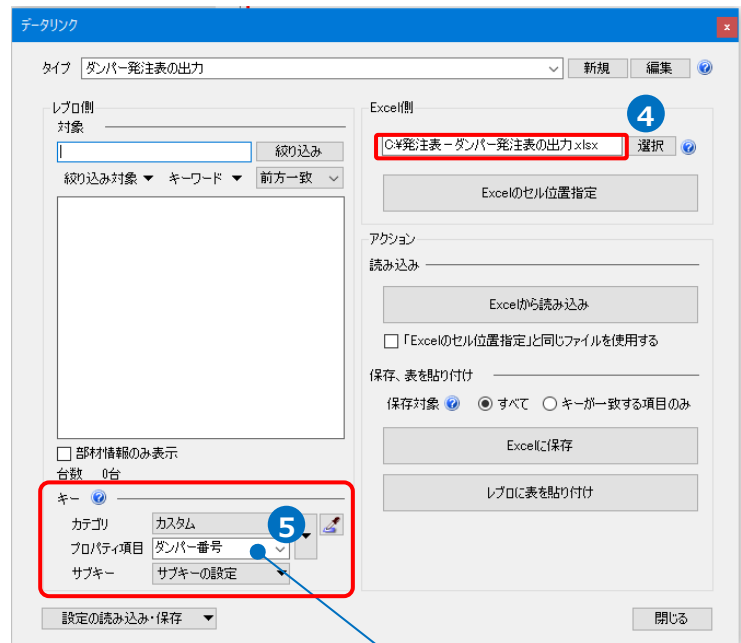 データリンク
x
タイプ ダンパー発注表の出力 新規 編集 ?
レブロ側
対象
絞り込み
絞り込み対象 ▼ キーワード ▼ 前方一致
部材情報のみ表示
台数 0台
キー ?
カテゴリ カスタム
プロパティ項目 ダンパー番号
サブキー サブキーの設定 ▼
5
設定の読み込み・保存 ▼
Excel側
4
C:¥発注表-ダンパー発注表の出力.xlsx 選択 ?
Excelのセル位置指定
アクション
読み込み
Excelから読み込み
「Excelのセル位置指定」と同じファイルを使用する
保存、表を貼り付け
保存対象 ? すべて キーが一致する項目のみ
Excelに保存
レブロに表を貼り付け
閉じる